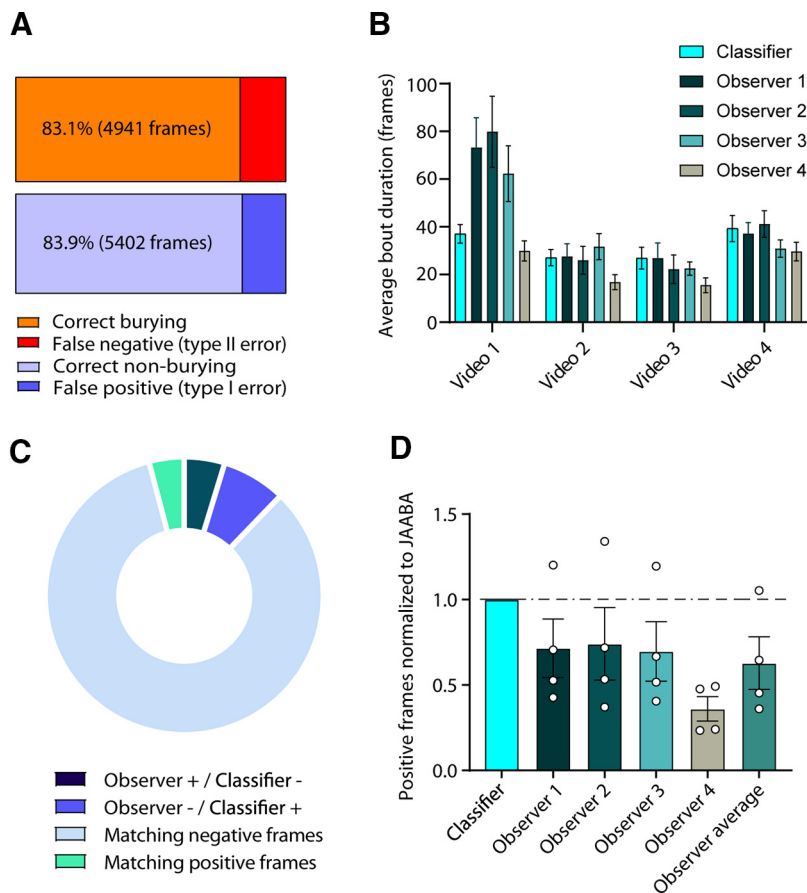 A
83.1% (4941 frames)
83.9% (5402 frames)
Correct burying
False negative (type II error)
Correct non-burying
False positive (type I error)
B
Classifier
Observer 1
Observer 2
Observer 3
Observer 4
Average bout duration (frames)
100
80
60
40
20
0
Video 1
Video 2
Video 3
Video 4
C
Observer + / Classifier -
Observer - / Classifier +
Matching negative frames
Matching positive frames
D
Positive frames normalized to JAABA
1.5
1.0
0.5
0.0
Classifier
Observer 1
Observer 2
Observer 3
Observer 4
Observer average